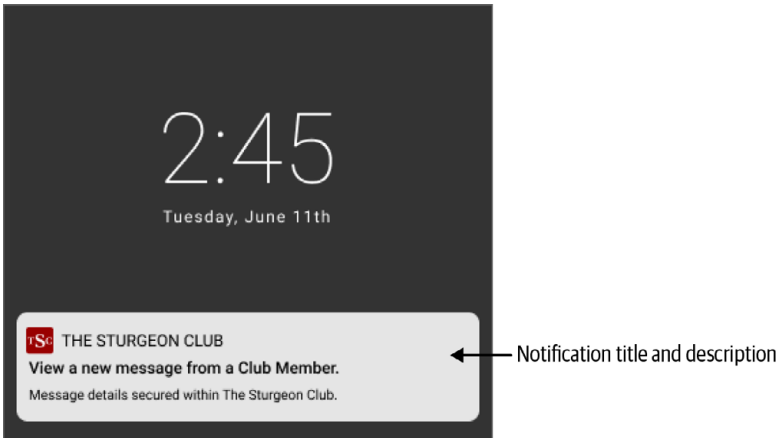 2:45
Tuesday, June 11th
TSC THE STURGEON CLUB
View a new message from a Club Member.
Message details secured within The Sturgeon Club.
Notification title and description